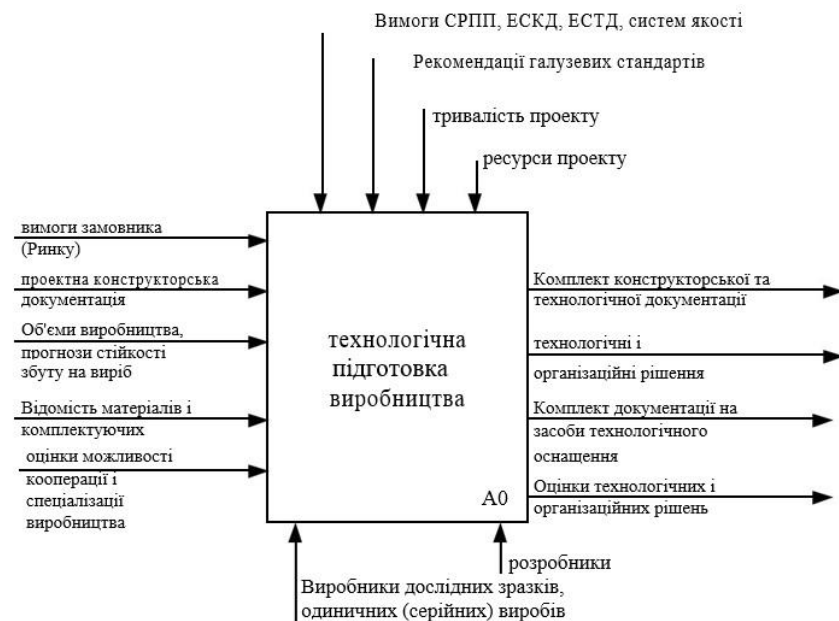 Вимоги СРПП, ЕСКД, ЕСТД, систем якості
Рекомендації галузевих стандартів
тривалість проекту
ресурси проекту
вимоги замовника
(Ринку)
проектна конструкторська
документація
Об'єми виробництва,
прогнози стійкості
збуту на виріб
Відомість матеріалів і
комплектуючих
оцінки можливості
кооперації і
спеціалізації
виробництва
технологічна
підготовка
виробництва
А0
Комплект конструкторської та
технологічної документації
технологічні і
організаційні рішення
Комплект документації на
засоби технологічного
оснащення
Оцінки технологічних і
організаційних рішень
розробники
Виробники дослідних зразків,
одиничних (серійних) виробів